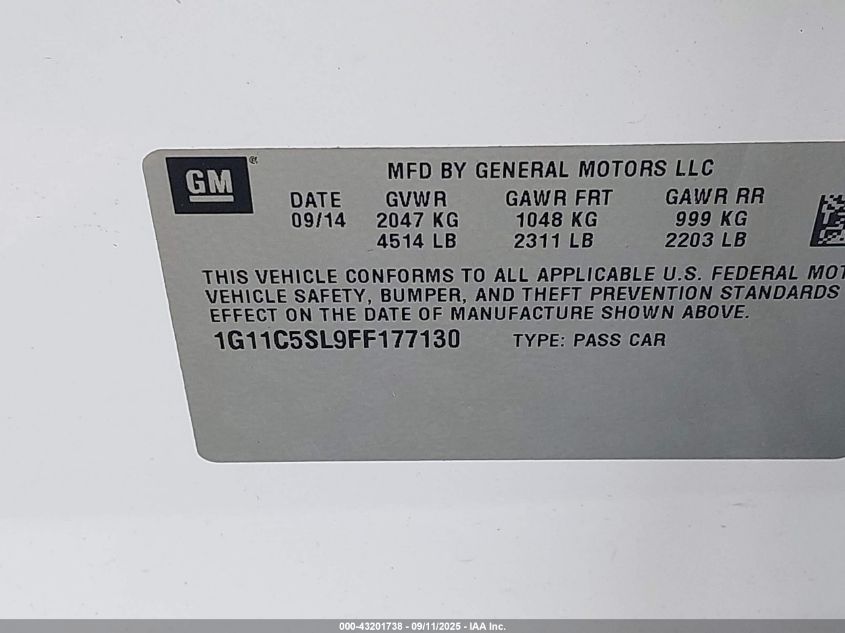 GM®
MFD BY GENERAL MOTORS LLC
DATE GVWR GAWR FRT GAWR RR
09/14 2047 KG 1048 KG 999 KG
4514 LB 2311 LB 2203 LB
THIS VEHICLE CONFORMS TO ALL APPLICABLE U.S. FEDERAL MOT
VEHICLE SAFETY, BUMPER, AND THEFT PREVENTION STANDARDS
EFFECT ON THE DATE OF MANUFACTURE SHOWN ABOVE.
1G11C5SL9FF177130 TYPE: PASS CAR
000-43201738 - 09/11/2025 - IAA Inc.